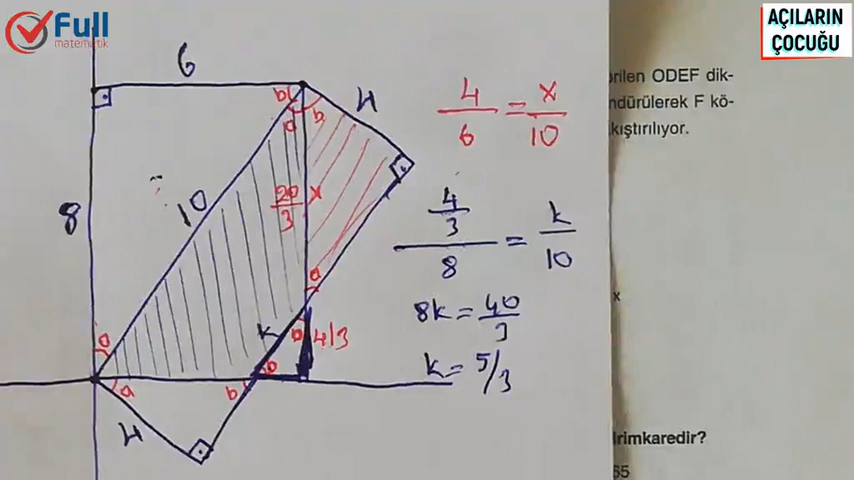 Full
matematik
AÇILARIN
ÇOCUĞU
rilen ODEF dik-
ndürülerek F kö-
kıştırılıyor.
6
b
b
4
4/6 = x/10
8
10
a
20/3
x
4/3 / 8 = k/10
a
8k = 40/3
a
k
a
4/3
k = 5/3
a
b
b
4
x
irimkaredir?
65